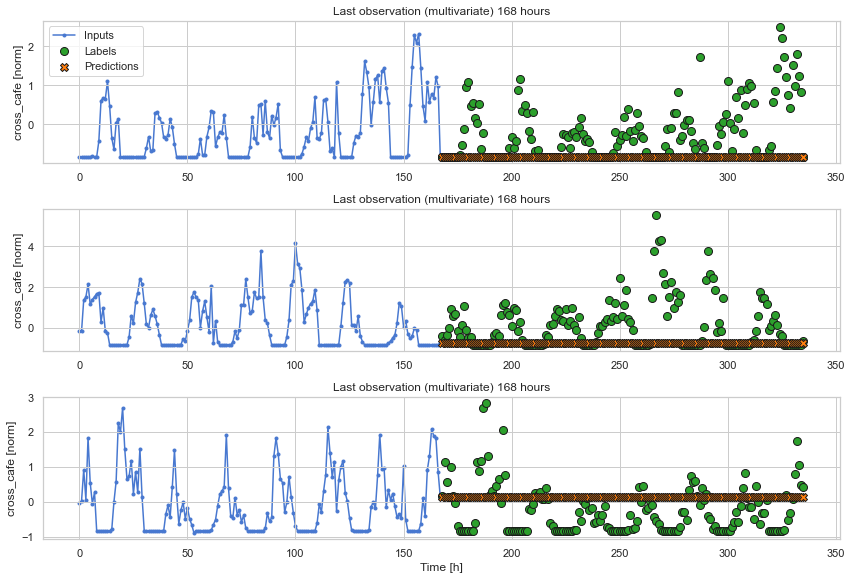 Last observation (multivariate) 168 hours
Inputs
Labels
Predictions
cross_cafe [norm]
2
1
0
0 50 100 150 200 250 300 350
Last observation (multivariate) 168 hours
cross_cafe [norm]
4
2
0
0 50 100 150 200 250 300 350
Last observation (multivariate) 168 hours
cross_cafe [norm]
3
2
1
0
−1
0 50 100 150 200 250 300 350
Time [h]